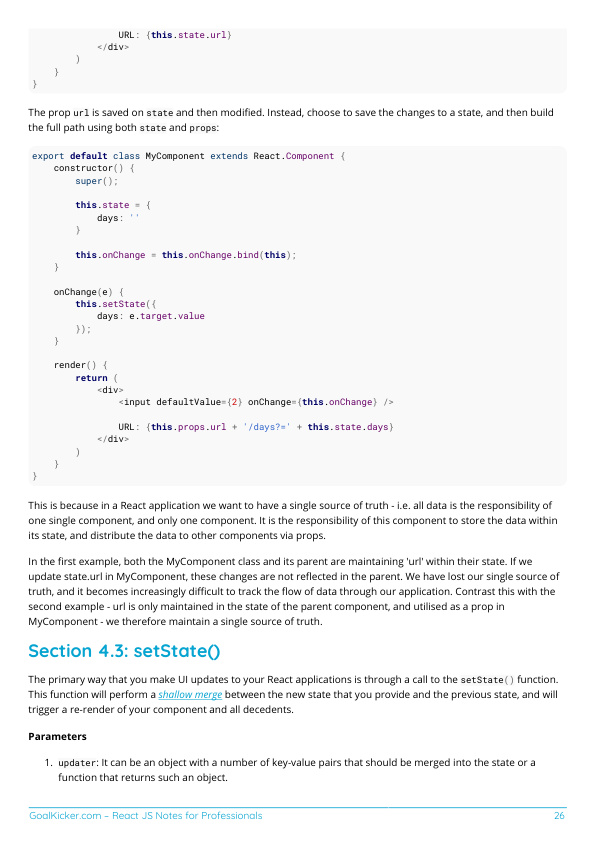 URL: {this.state.url}
            </div>
        )
    }
}
The prop url is saved on state and then modified. Instead, choose to save the changes to a state, and then build
the full path using both state and props:
export default class MyComponent extends React.Component {
    constructor() {
        super();

        this.state = {
            days: ''
        }

        this.onChange = this.onChange.bind(this);
    }

    onChange(e) {
        this.setState({
            days: e.target.value
        });
    }

    render() {
        return (
            <div>
                <input defaultValue={2} onChange={this.onChange} />

                URL: {this.props.url + '/days?=' + this.state.days}
            </div>
        )
    }
}
This is because in a React application we want to have a single source of truth - i.e. all data is the responsibility of
one single component, and only one component. It is the responsibility of this component to store the data within
its state, and distribute the data to other components via props.
In the first example, both the MyComponent class and its parent are maintaining 'url' within their state. If we
update state.url in MyComponent, these changes are not reflected in the parent. We have lost our single source of
truth, and it becomes increasingly difficult to track the flow of data through our application. Contrast this with the
second example - url is only maintained in the state of the parent component, and utilised as a prop in
MyComponent - we therefore maintain a single source of truth.
Section 4.3: setState()
The primary way that you make UI updates to your React applications is through a call to the setState() function.
This function will perform a shallow merge between the new state that you provide and the previous state, and will
trigger a re-render of your component and all decedents.
Parameters
1. updater: It can be an object with a number of key-value pairs that should be merged into the state or a
function that returns such an object.
GoalKicker.com – React JS Notes for Professionals 26